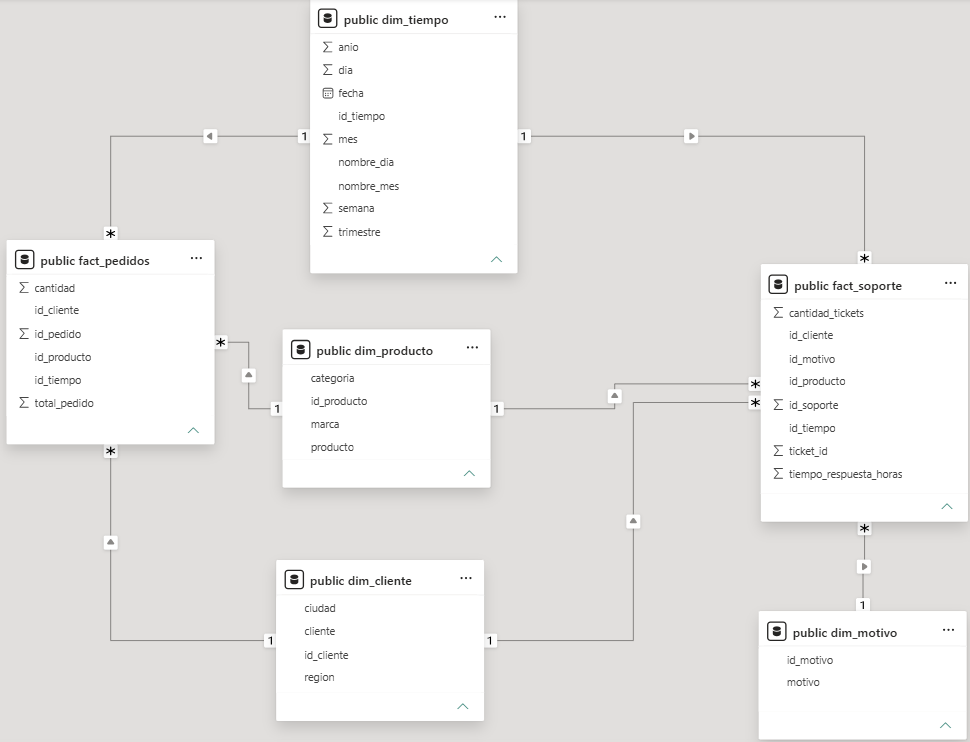 public dim_tiempo
anio
dia
fecha
id_tiempo
mes
nombre_dia
nombre_mes
semana
trimestre
1
1
*
*
public fact_pedidos
cantidad
id_cliente
id_pedido
id_producto
id_tiempo
total_pedido
*
*
public dim_producto
categoria
id_producto
marca
producto
1
1
public fact_soporte
cantidad_tickets
id_cliente
id_motivo
id_producto
id_soporte
id_tiempo
ticket_id
tiempo_respuesta_horas
*
*
*
1
public dim_cliente
ciudad
cliente
id_cliente
region
1
1
public dim_motivo
id_motivo
motivo